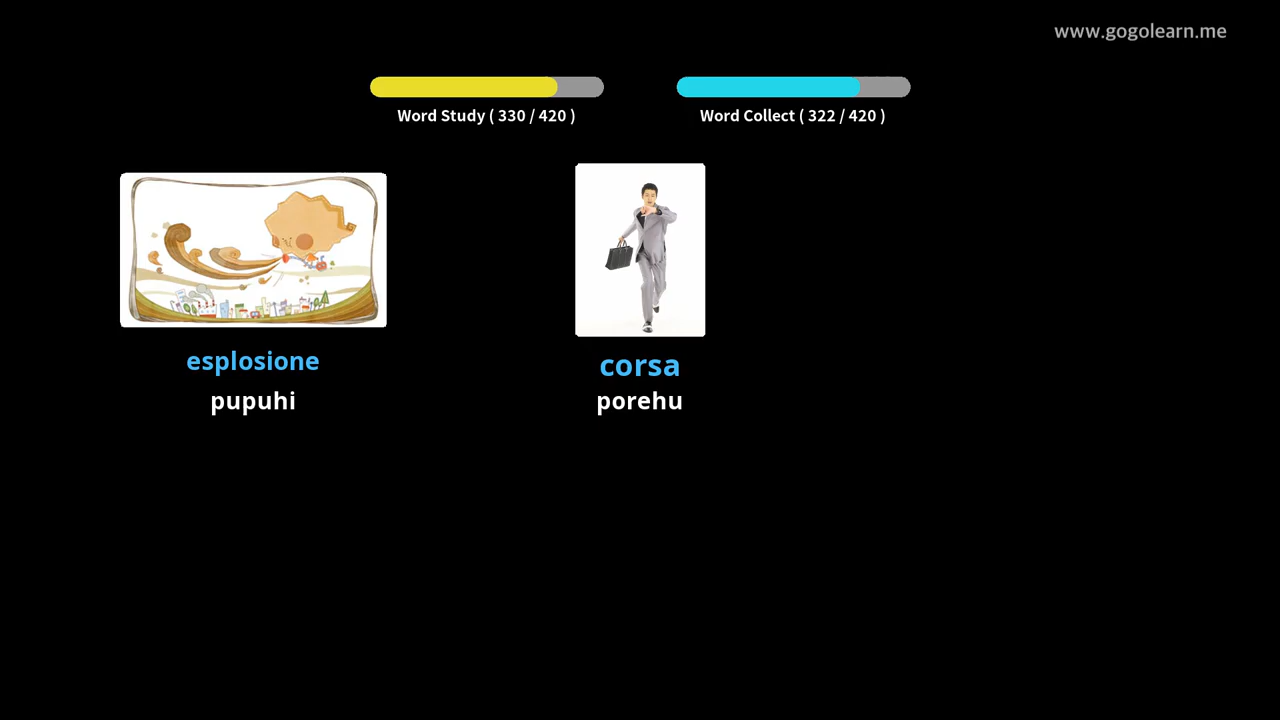 www.gogolearn.me
Word Study ( 330 / 420 )
Word Collect ( 322 / 420 )
esplosione
pupuhi
corsa
porehu